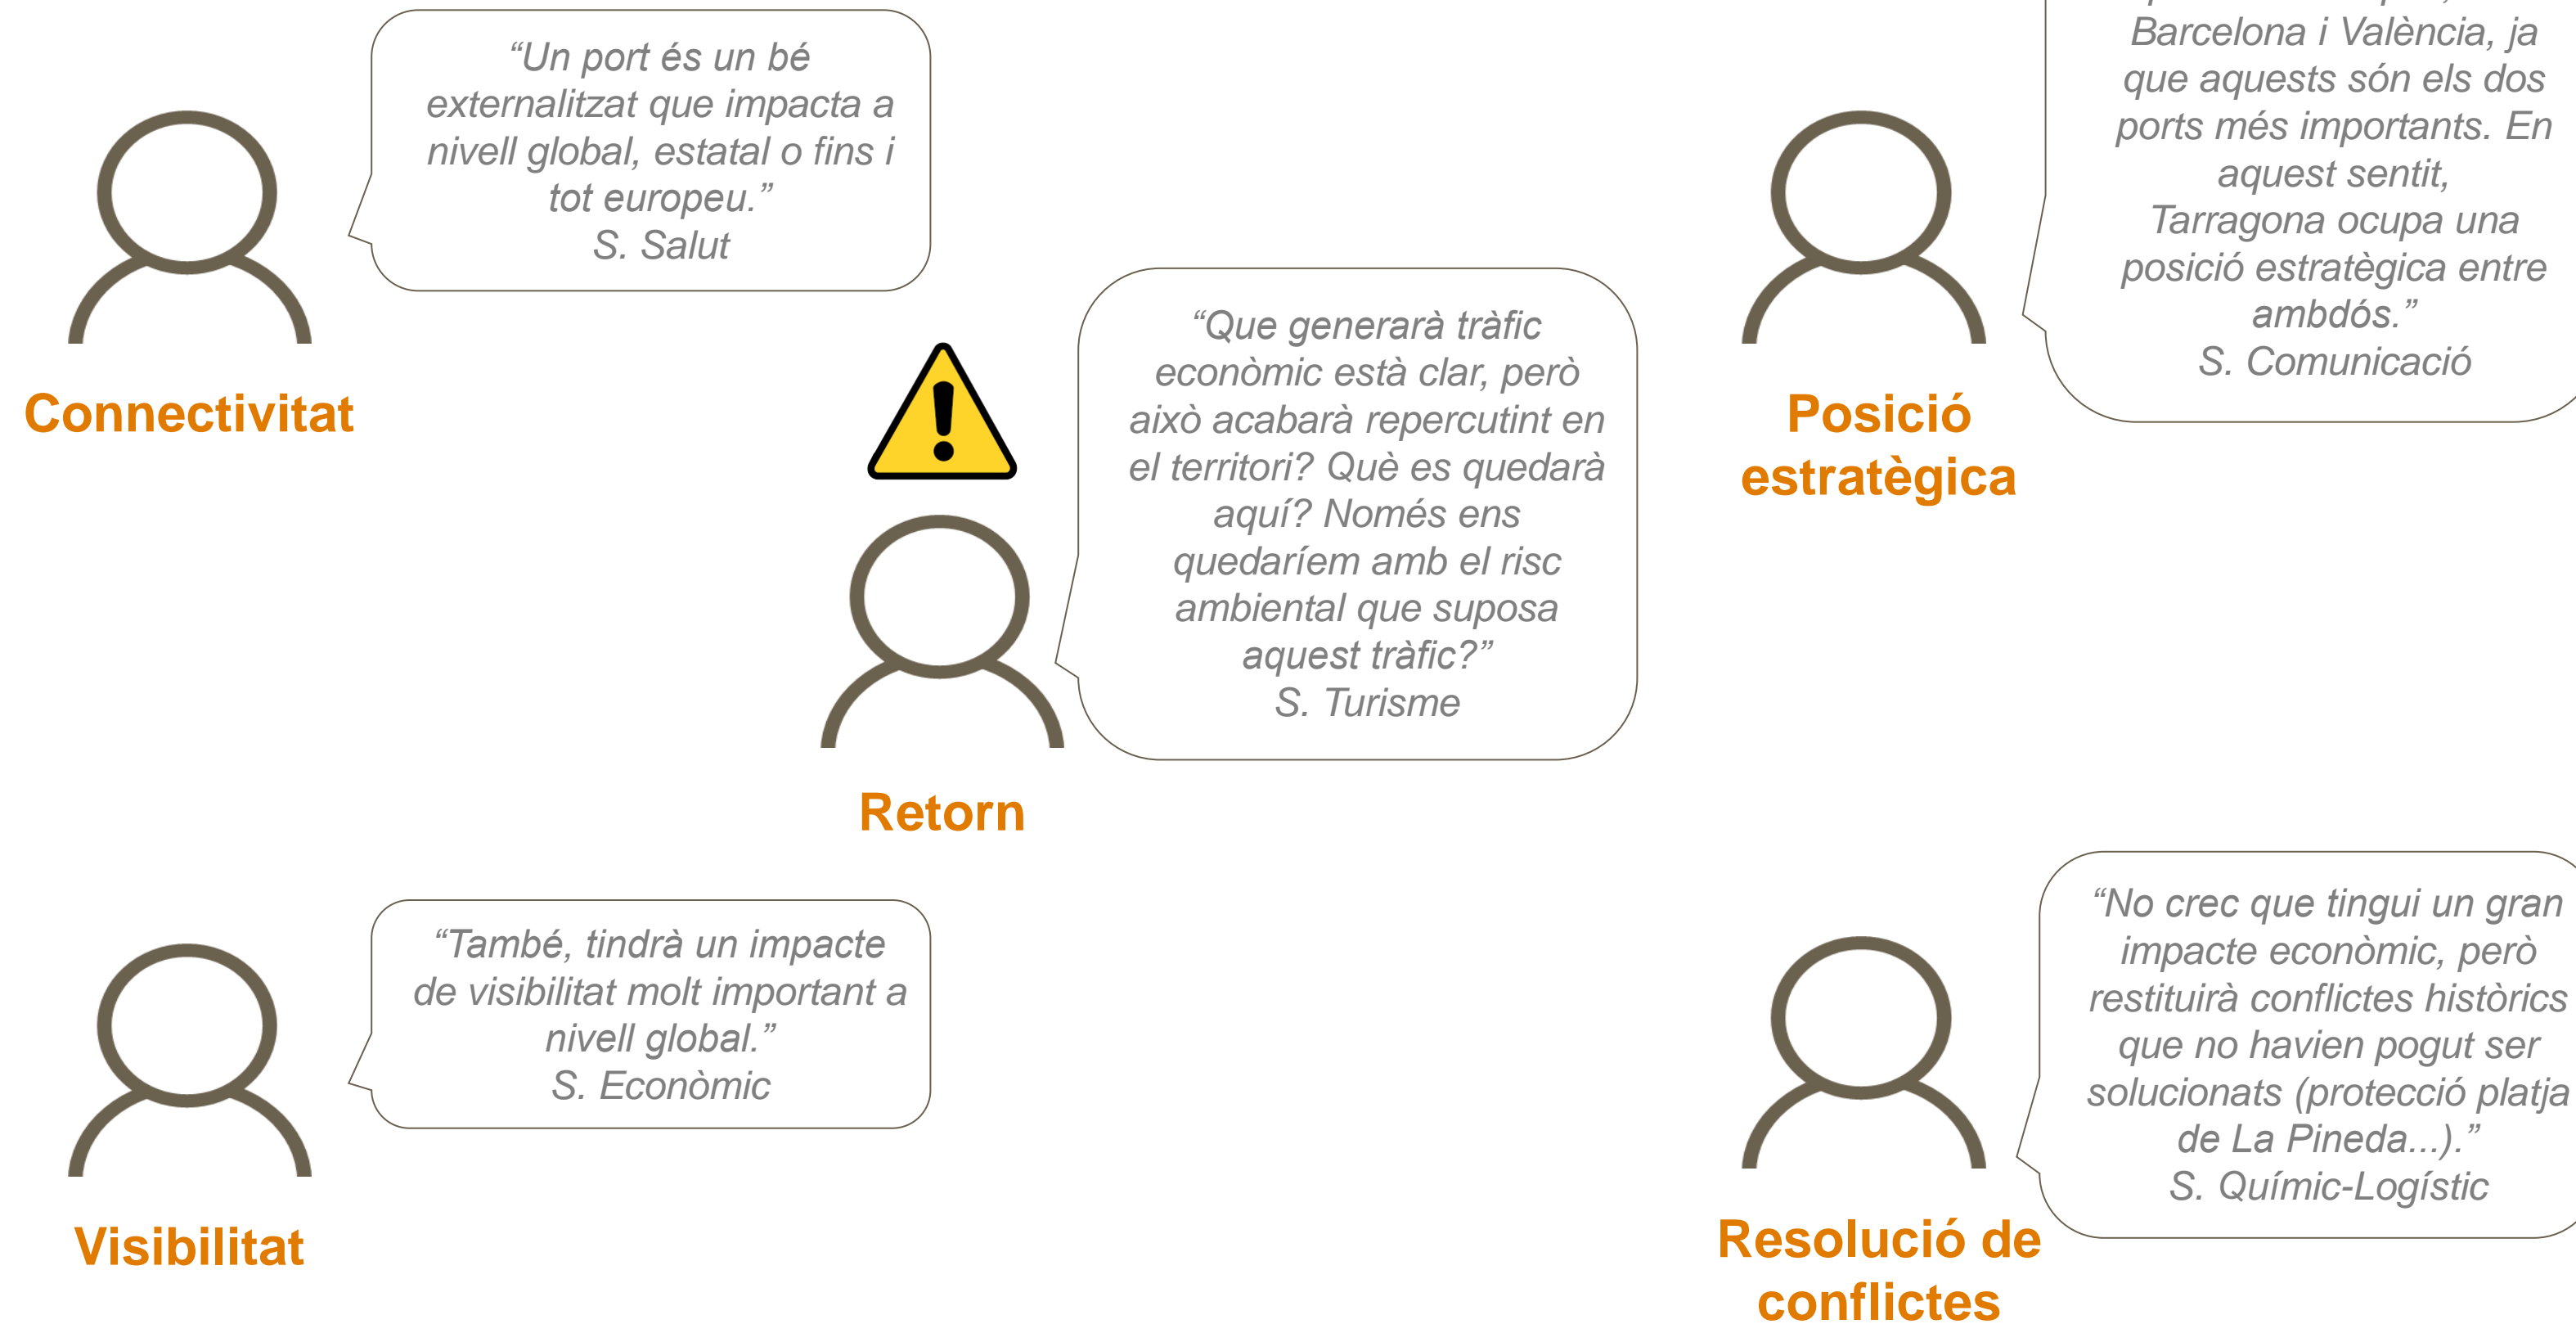 “Un port és un bé
externalitzat que impacta a
nivell global, estatal o fins i
tot europeu.”
S. Salut
Connectivitat
Barcelona i València, ja
que aquests són els dos
ports més importants. En
aquest sentit,
Tarragona ocupa una
posició estratègica entre
ambdós.”
S. Comunicació
Posició
estratègica
“Que generarà tràfic
econòmic està clar, però
això acabarà repercutint en
el territori? Què es quedarà
aquí? Només ens
quedaríem amb el risc
ambiental que suposa
aquest tràfic?”
S. Turisme
Retorn
“També, tindrà un impacte
de visibilitat molt important a
nivell global.”
S. Econòmic
Visibilitat
“No crec que tingui un gran
impacte econòmic, però
restituirà conflictes històrics
que no havien pogut ser
solucionats (protecció platja
de La Pineda...).”
S. Químic-Logístic
Resolució de
conflictes